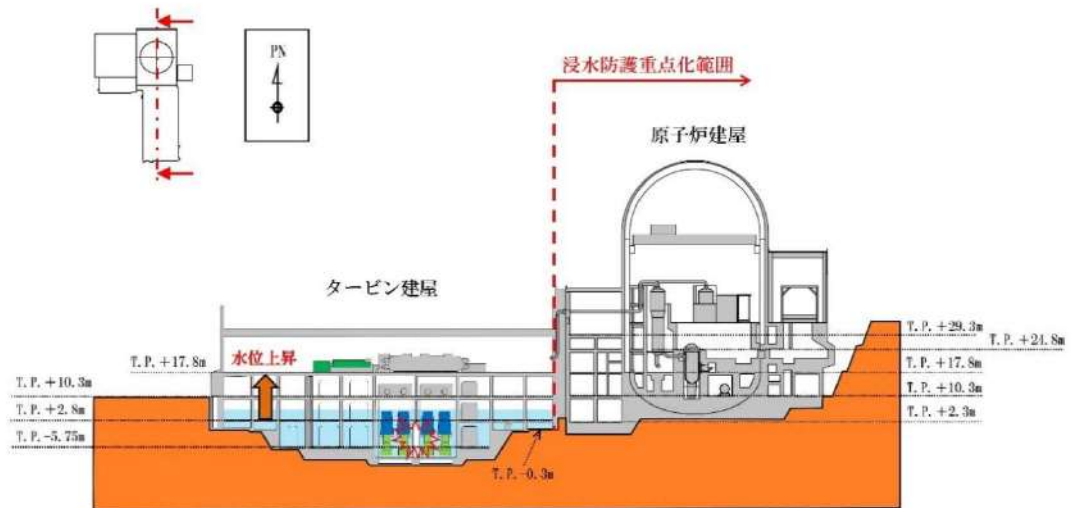 PN
浸水防護重点化範囲
原子炉建屋
タービン建屋
水位上昇
T.P.+17.8m
T.P.+10.3m
T.P.+2.8m
T.P.-5.75m
T.P.-0.3m
T.P.+29.3m
T.P.+24.8m
T.P.+17.8m
T.P.+10.3m
T.P.+2.3m